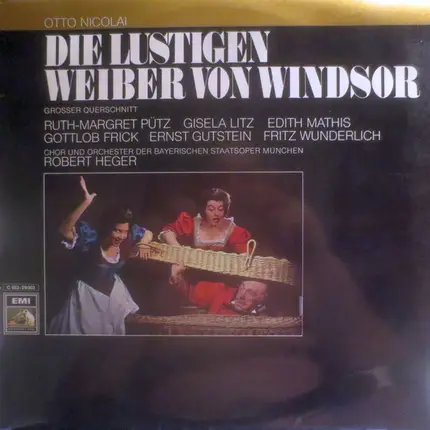 OTTO NICOLAI
DIE LUSTIGEN
WEIBER VON WINDSOR
GROSSER QUERSCHNITT
RUTH-MARGRET PÜTZ GISELA LITZ EDITH MATHIS
GOTTLOB FRICK ERNST GUTSTEIN FRITZ WUNDERLICH
CHOR UND ORCHESTER DER BAYERISCHEN STAATSOPER MÜNCHEN
ROBERT HEGER
EMI